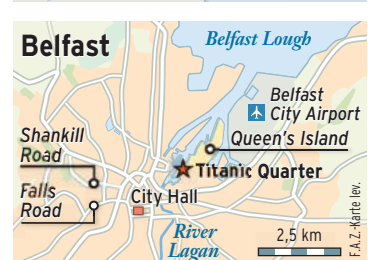 Belfast
Belfast Lough
Belfast
City Airport
Shankill
Road
Queen's Island
Titanic Quarter
Falls
Road
City Hall
River
Lagan
2,5 km
F.A.Z.-Karte lev.